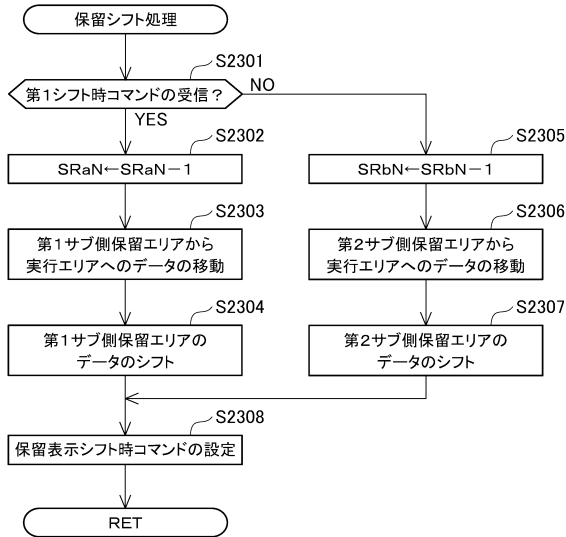 保留シフト処理
S2301
第1シフト時コマンドの受信？
NO
YES
S2302
SRaN←SRaN－1
S2303
第1サブ側保留エリアから
実行エリアへのデータの移動
S2304
第1サブ側保留エリアの
データのシフト
S2305
SRbN←SRbN－1
S2306
第2サブ側保留エリアから
実行エリアへのデータの移動
S2307
第2サブ側保留エリアの
データのシフト
S2308
保留表示シフト時コマンドの設定
RET